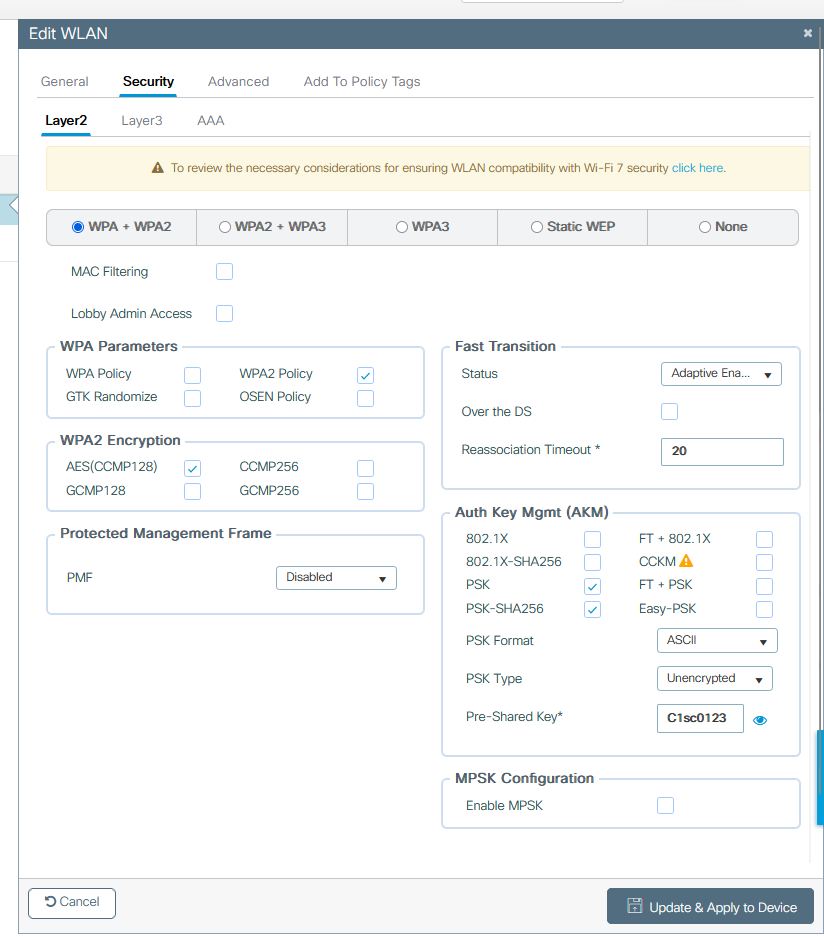 Edit WLAN
General Security Advanced Add To Policy Tags
Layer2 Layer3 AAA
To review the necessary considerations for ensuring WLAN compatibility with Wi-Fi 7 security click here.
WPA + WPA2 WPA2 + WPA3 WPA3 Static WEP None
MAC Filtering
Lobby Admin Access
WPA Parameters
WPA Policy WPA2 Policy
GTK Randomize OSEN Policy
WPA2 Encryption
AES(CCMP128) CCMP256
GCMP128 GCMP256
Protected Management Frame
PMF Disabled
Fast Transition
Status Adaptive Ena...
Over the DS
Reassociation Timeout * 20
Auth Key Mgmt (AKM)
802.1X FT + 802.1X
802.1X-SHA256 CCKM
PSK FT + PSK
PSK-SHA256 Easy-PSK
PSK Format ASCII
PSK Type Unencrypted
Pre-Shared Key* C1sc0123
MPSK Configuration
Enable MPSK
Cancel Update & Apply to Device